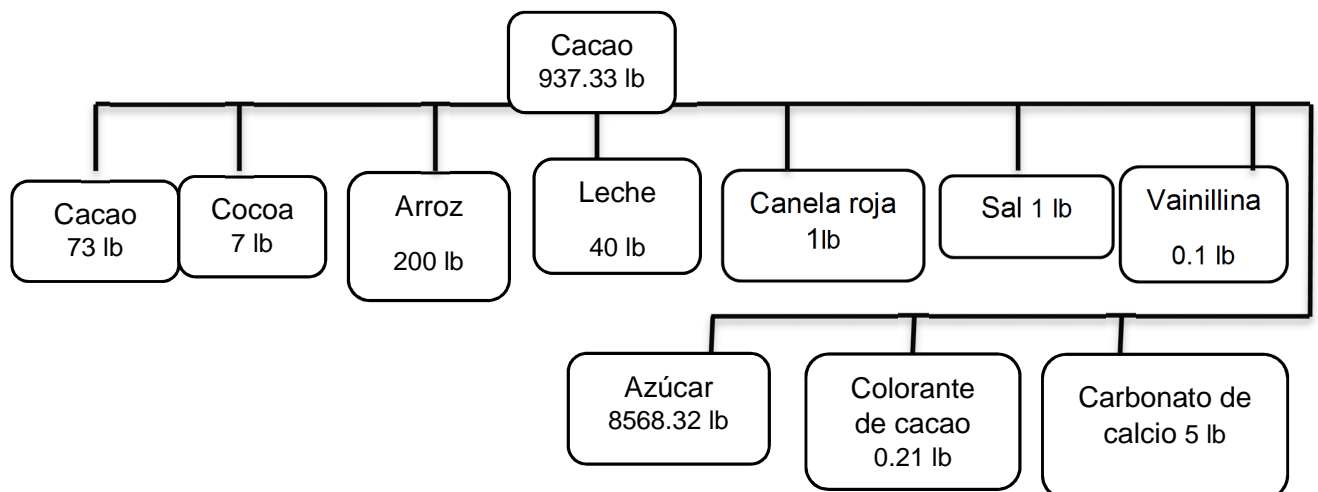 Cacao
937.33 lb
Cacao
73 lb
Cocoa
7 lb
Arroz
200 lb
Leche
40 lb
Canela roja
1lb
Sal 1 lb
Vainillina
0.1 lb
Azúcar
8568.32 lb
Colorante
de cacao
0.21 lb
Carbonato de
calcio 5 lb